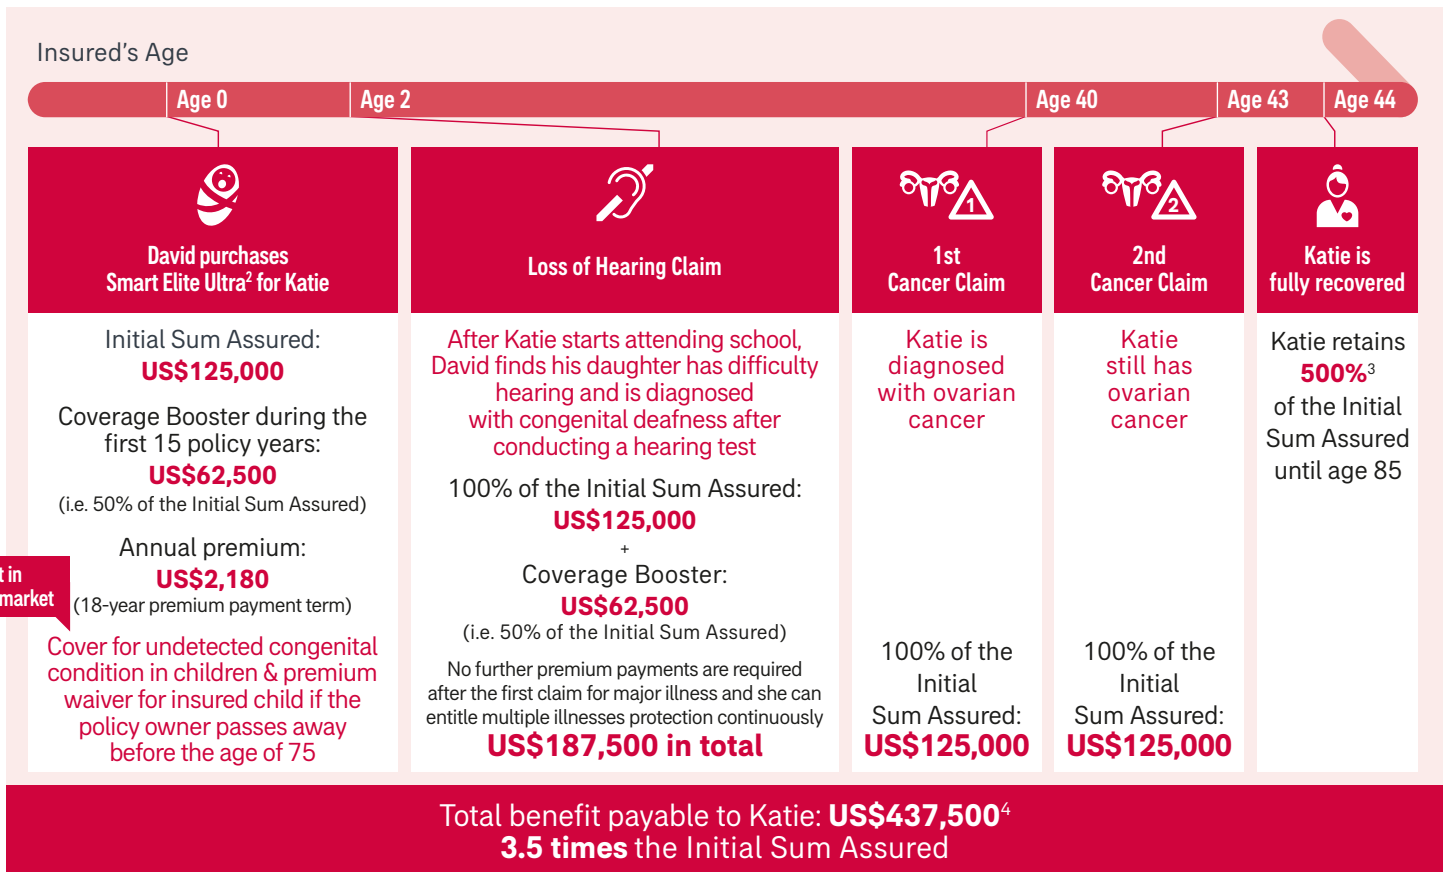 Insured's Age
Age 0
Age 2
Age 40
Age 43
Age 44
David purchases
Smart Elite Ultra² for Katie
Initial Sum Assured:
US$125,000
Coverage Booster during the
first 15 policy years:
US$62,500
(i.e. 50% of the Initial Sum Assured)
Annual premium:
US$2,180
(18-year premium payment term)
in
market
Cover for undetected congenital
condition in children & premium
waiver for insured child if the
policy owner passes away
before the age of 75
Loss of Hearing Claim
After Katie starts attending school,
David finds his daughter has difficulty
hearing and is diagnosed
with congenital deafness after
conducting a hearing test
100% of the Initial Sum Assured:
US$125,000
+
Coverage Booster:
US$62,500
(i.e. 50% of the Initial Sum Assured)
No further premium payments are required
after the first claim for major illness and she can
entitle multiple illnesses protection continuously
US$187,500 in total
1
1st
Cancer Claim
Katie is
diagnosed
with ovarian
cancer
100% of the
Initial
Sum Assured:
US$125,000
2
2nd
Cancer Claim
Katie
still has
ovarian
cancer
100% of the
Initial
Sum Assured:
US$125,000
Katie is
fully recovered
Katie retains
500%³
of the Initial
Sum Assured
until age 85
Total benefit payable to Katie: US$437,500⁴
3.5 times the Initial Sum Assured